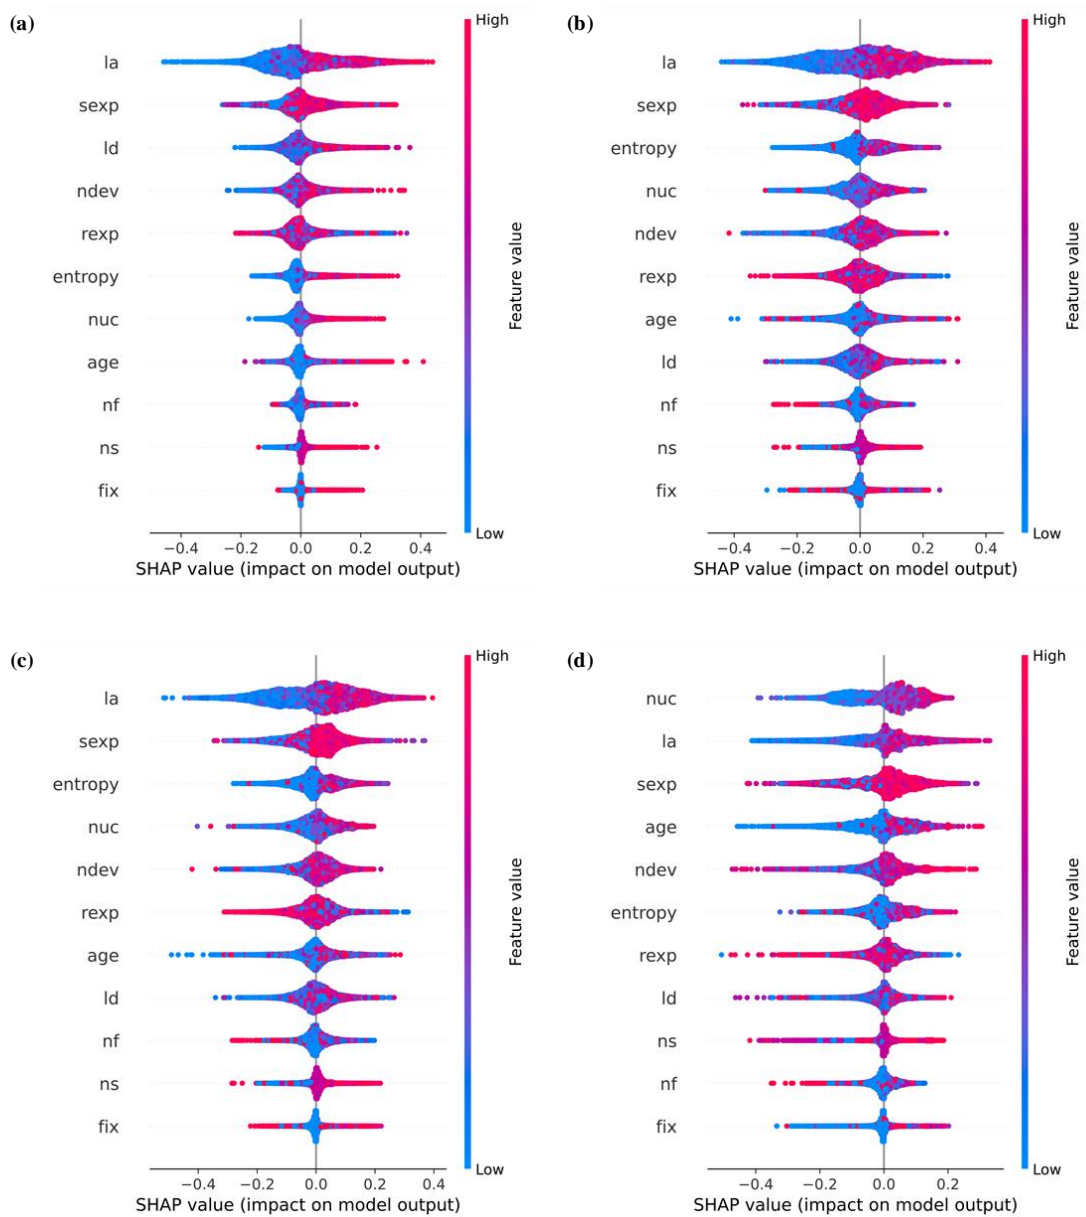 (a)
High
la
sexp
ld
ndev
rexp
entropy
nuc
age
nf
ns
fix
Feature value
Low
−0.4 −0.2 0.0 0.2 0.4
SHAP value (impact on model output)
(b)
High
la
sexp
entropy
nuc
ndev
rexp
age
ld
nf
ns
fix
Feature value
Low
−0.4 −0.2 0.0 0.2 0.4
SHAP value (impact on model output)
(c)
High
la
sexp
entropy
nuc
ndev
rexp
age
ld
nf
ns
fix
Feature value
Low
−0.4 −0.2 0.0 0.2 0.4
SHAP value (impact on model output)
(d)
High
nuc
la
sexp
age
ndev
entropy
rexp
ld
ns
nf
fix
Feature value
Low
−0.4 −0.2 0.0 0.2
SHAP value (impact on model output)